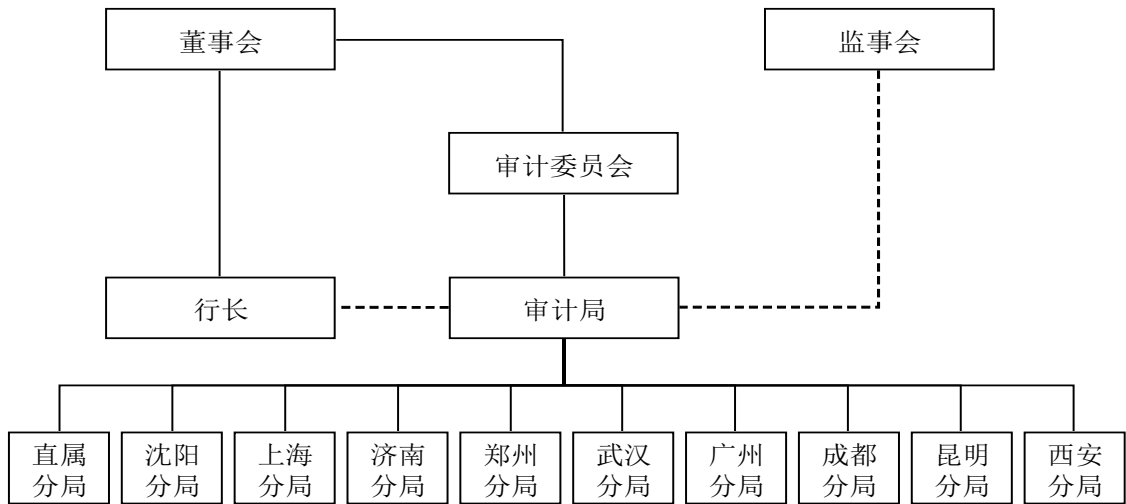 董事会
监事会
审计委员会
行长
审计局
直属
分局
沈阳
分局
上海
分局
济南
分局
郑州
分局
武汉
分局
广州
分局
成都
分局
昆明
分局
西安
分局